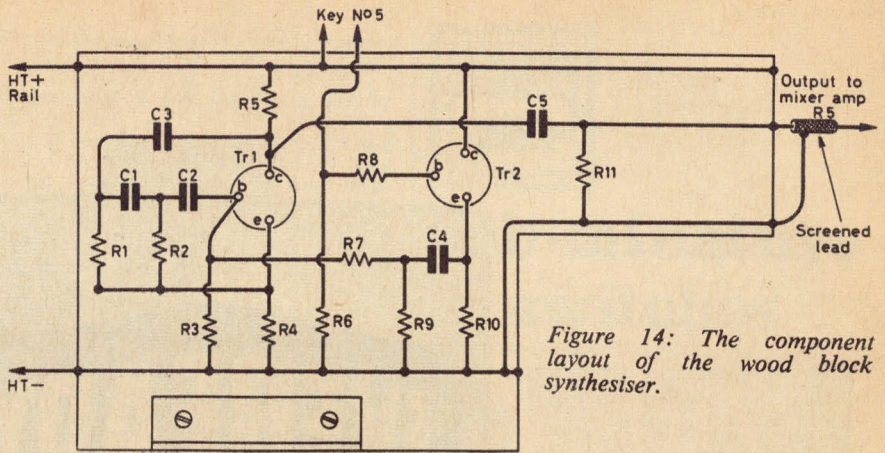 Key Nº 5
HT+
Rail
R5
C3
C5
Output to
mixer amp
R5
Tr1
c
C1
C2
b
e
R8
c
b
Tr2
e
R11
Screened
lead
R1
R2
R7
C4
R3
R4
R6
R9
R10
HT–
Figure 14: The component
layout of the wood block
synthesiser.